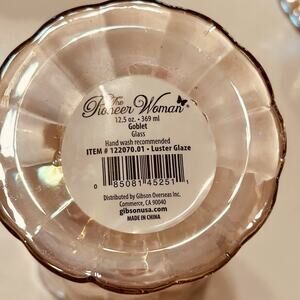 The
Pioneer Woman
12.5 oz. • 369 ml
Goblet
Glass
Hand wash recommended
ITEM # 122070.01 - Luster Glaze
0 85081 45251 1
Distributed by Gibson Overseas Inc.
Commerce, CA 90040
gibsonusa.com
MADE IN CHINA